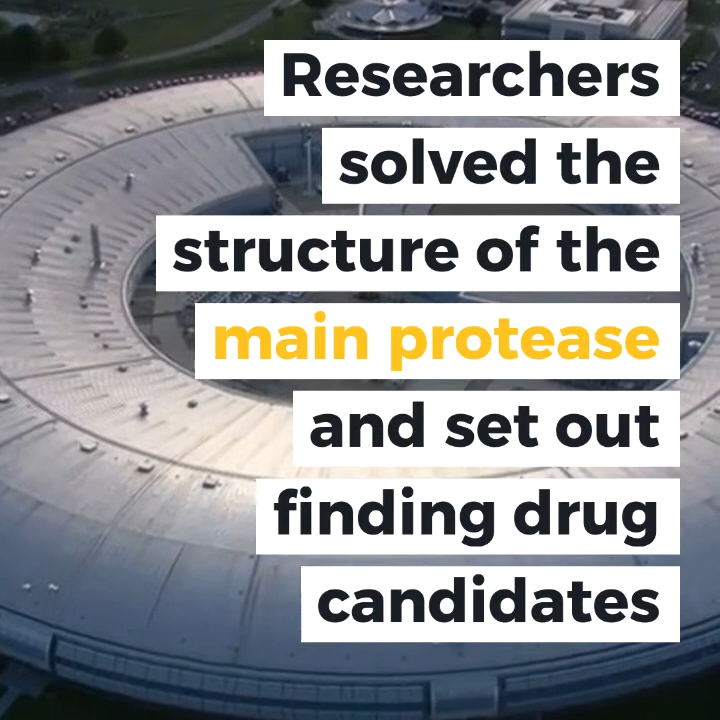 Researchers
solved the
structure of the
main protease
and set out
finding drug
candidates